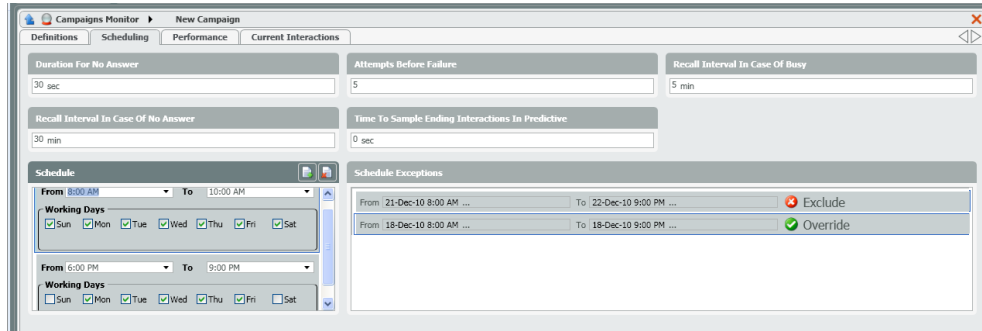 Campaigns Monitor New Campaign
Definitions Scheduling Performance Current Interactions
Duration For No Answer
30 sec
Attempts Before Failure
5
Recall Interval In Case Of Busy
5 min
Recall Interval In Case Of No Answer
30 min
Time To Sample Ending Interactions In Predictive
0 sec
Schedule
From 8:00 AM To 10:00 AM
Working Days
Sun Mon Tue Wed Thu Fri Sat
From 6:00 PM To 9:00 PM
Working Days
Sun Mon Tue Wed Thu Fri Sat
Schedule Exceptions
From 21-Dec-10 8:00 AM ... To 22-Dec-10 9:00 PM ... Exclude
From 18-Dec-10 8:00 AM ... To 18-Dec-10 9:00 PM ... Override